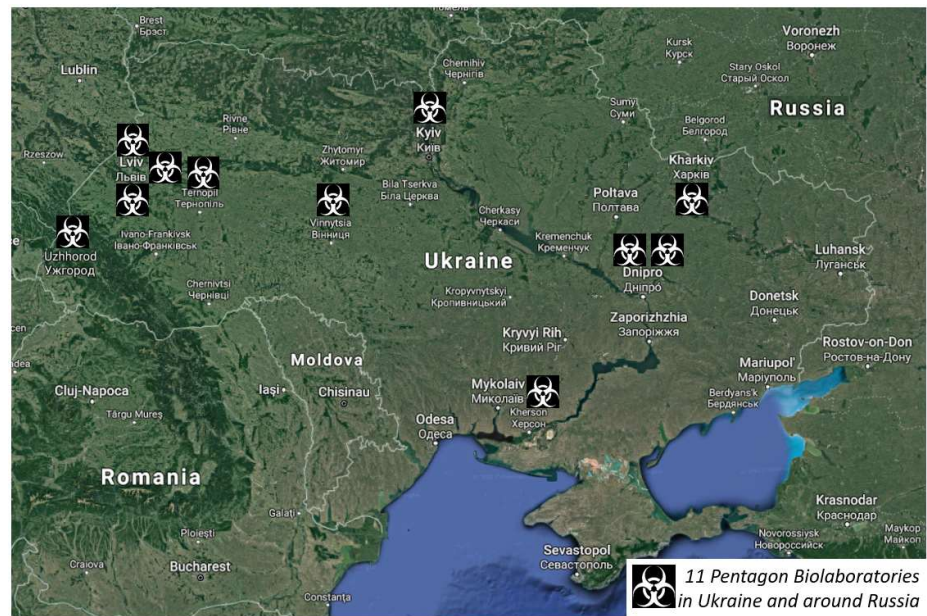 Гомель
Brest
Брэст
Voronezh
Воронеж
Kursk
Курск
Chernihiv
Чернігів
Lublin
Stary Oskol
Старый Оскол
Sumy
Суми
Russia
Rivne
Рівне
Kyiv
Київ
Belgorod
Белгород
Rzeszow
Lviv
Львів
Zhytomyr
Житомир
Kharkiv
Харків
Ternopil
Тернопіль
Bila Tserkva
Біла Церква
Poltava
Полтава
Vinnytsia
Вінниця
Cherkasy
Черкаси
Ivano-Frankivsk
Івано-Франківськ
Kremenchuk
Кременчук
Uzhhorod
Ужгород
Ukraine
Luhansk
Луганськ
Dnipro
Дніпро
Chernivtsi
Чернівці
Kropyvnytskyi
Кропивницький
Donetsk
Донецьк
Zaporizhzhia
Запоріжжя
Kryvyi Rih
Кривий Ріг
Rostov-on-Don
Ростов-на-Дону
Moldova
Mariupol'
Маріуполь
Cluj-Napoca
Iași
Chisinau
Mykolaiv
Миколаїв
Berdyans'k
Бердянськ
Târgu Mureș
Kherson
Херсон
Odesa
Одеса
Romania
Krasnodar
Краснодар
Galați
Ploiești
Novorossiysk
Новороссийск
Maykop
Майкоп
Sevastopol
Севастополь
Craiova
Bucharest
Constanța
11 Pentagon Biolaboratories
in Ukraine and around Russia